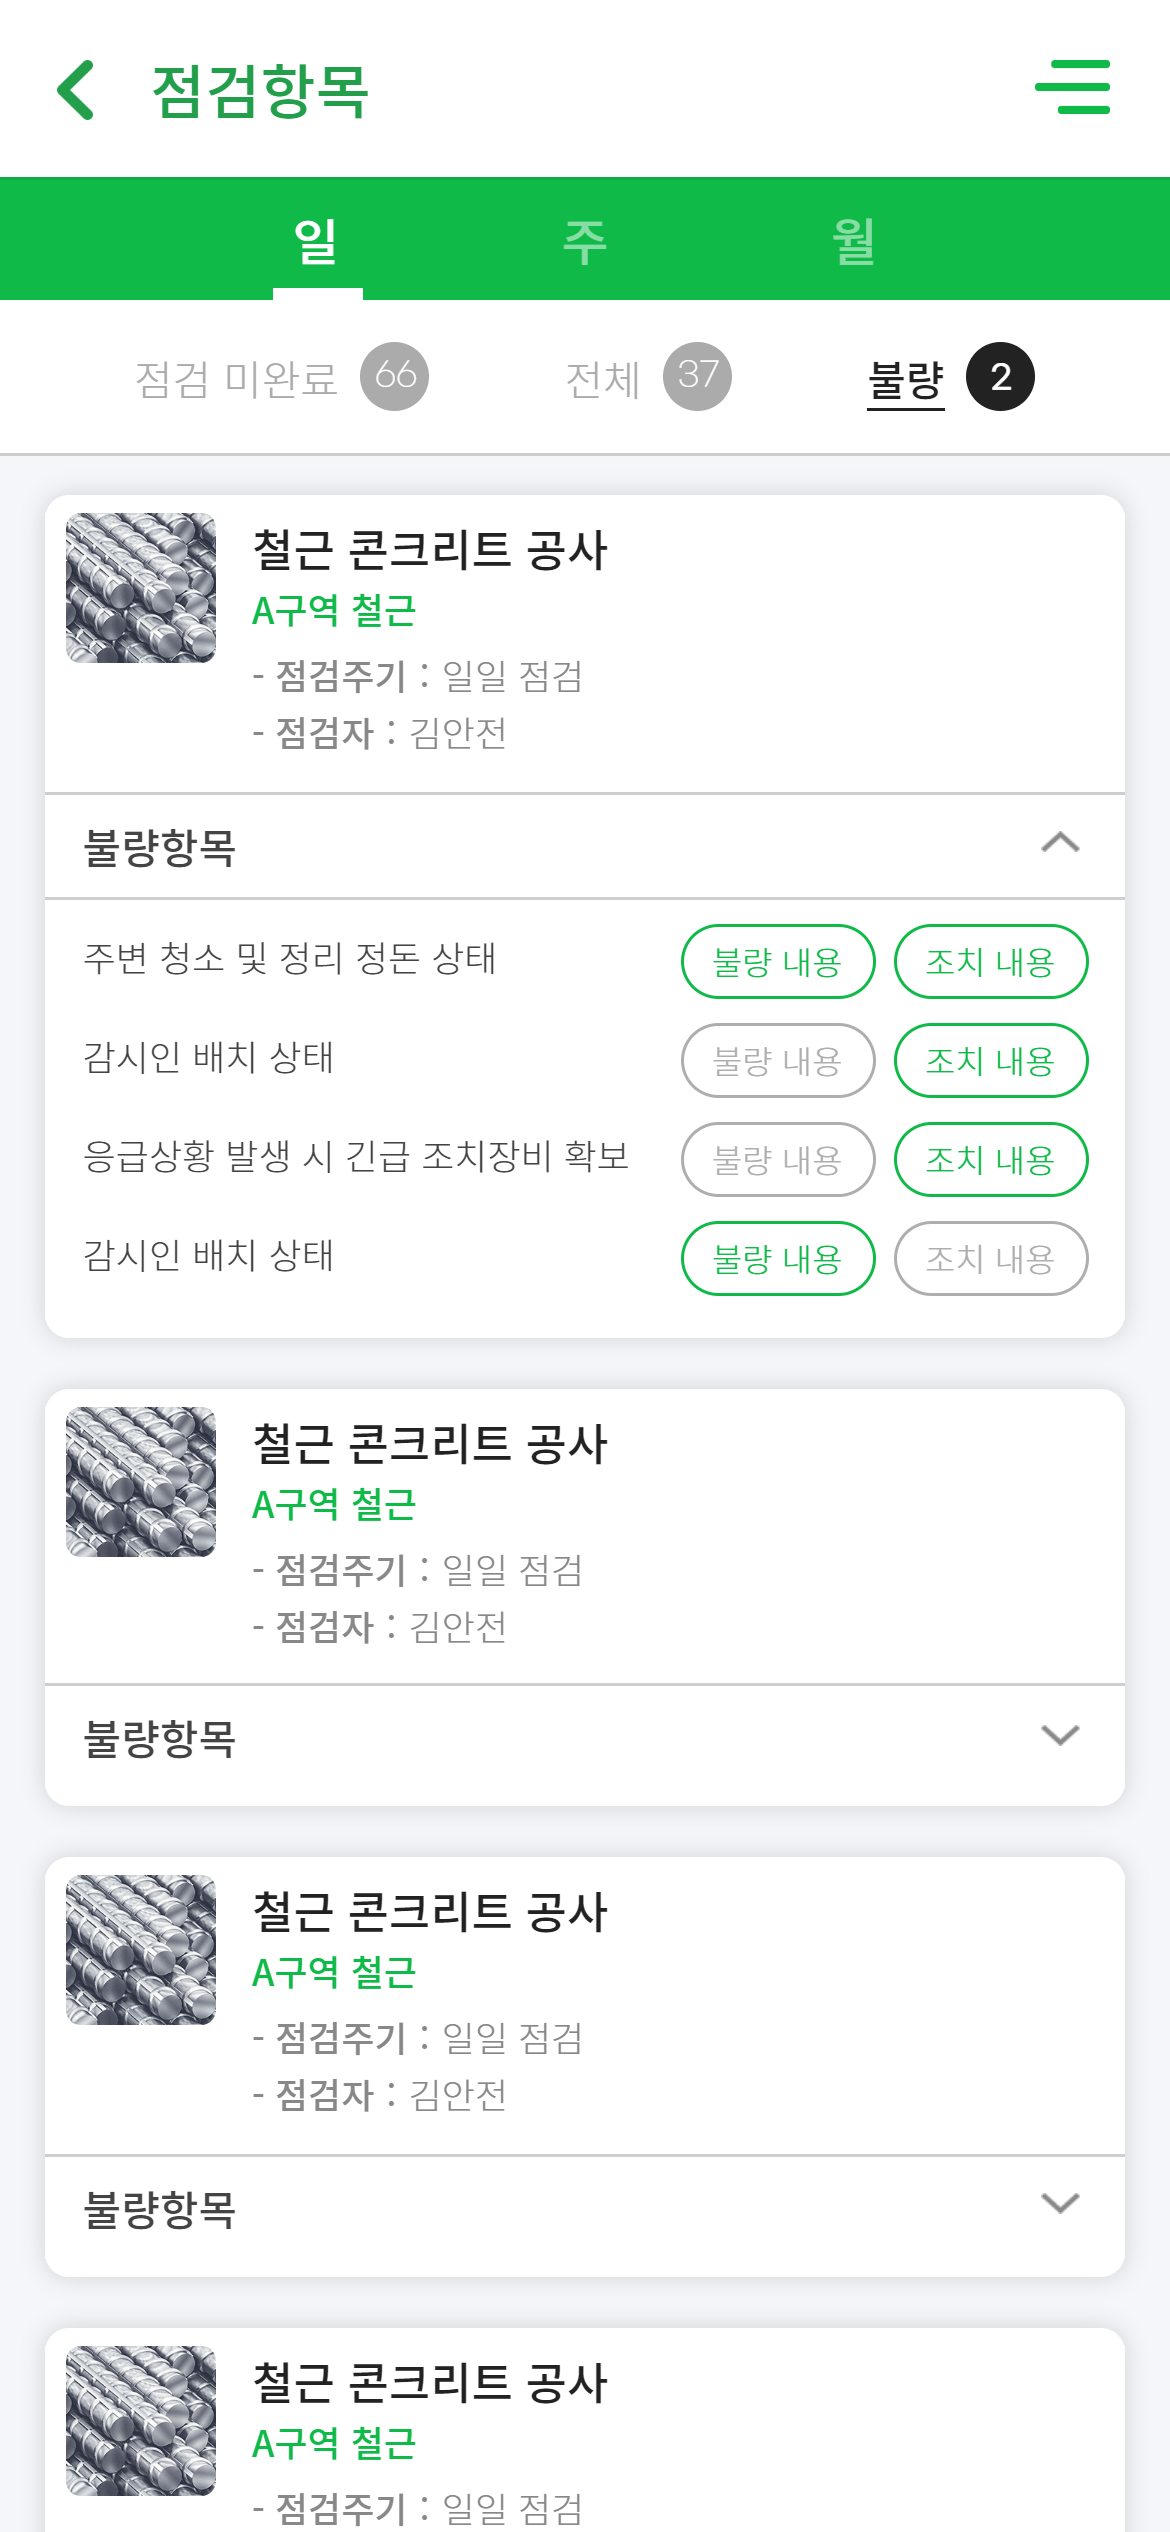 점검항목
일 주 월
점검 미완료 66 전체 37 불량 2
철근 콘크리트 공사
A구역 철근
- 점검주기 : 일일 점검
- 점검자 : 김안전
불량항목
주변 청소 및 정리 정돈 상태 불량 내용 조치 내용
감시인 배치 상태 불량 내용 조치 내용
응급상황 발생 시 긴급 조치장비 확보 불량 내용 조치 내용
감시인 배치 상태 불량 내용 조치 내용
철근 콘크리트 공사
A구역 철근
- 점검주기 : 일일 점검
- 점검자 : 김안전
불량항목
철근 콘크리트 공사
A구역 철근
- 점검주기 : 일일 점검
- 점검자 : 김안전
불량항목
철근 콘크리트 공사
A구역 철근
- 점검주기 : 일일 점검